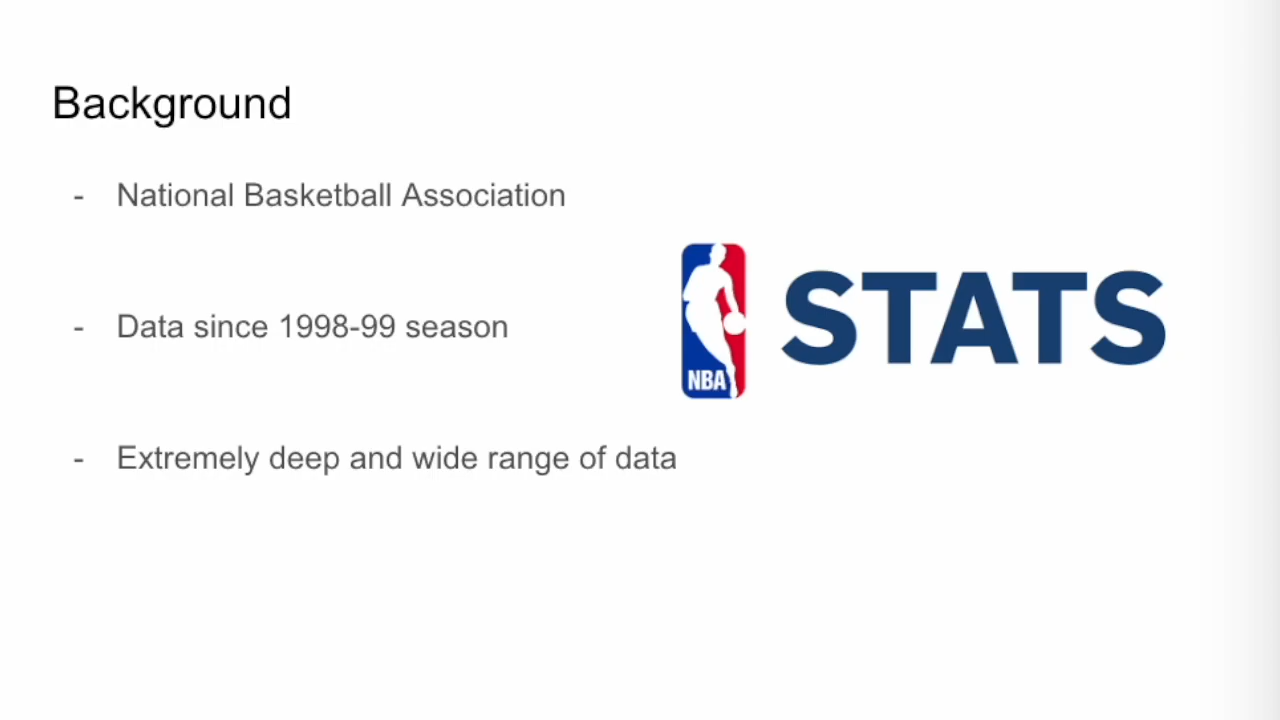 Background
- National Basketball Association
- Data since 1998-99 season
- Extremely deep and wide range of data
NBA
STATS